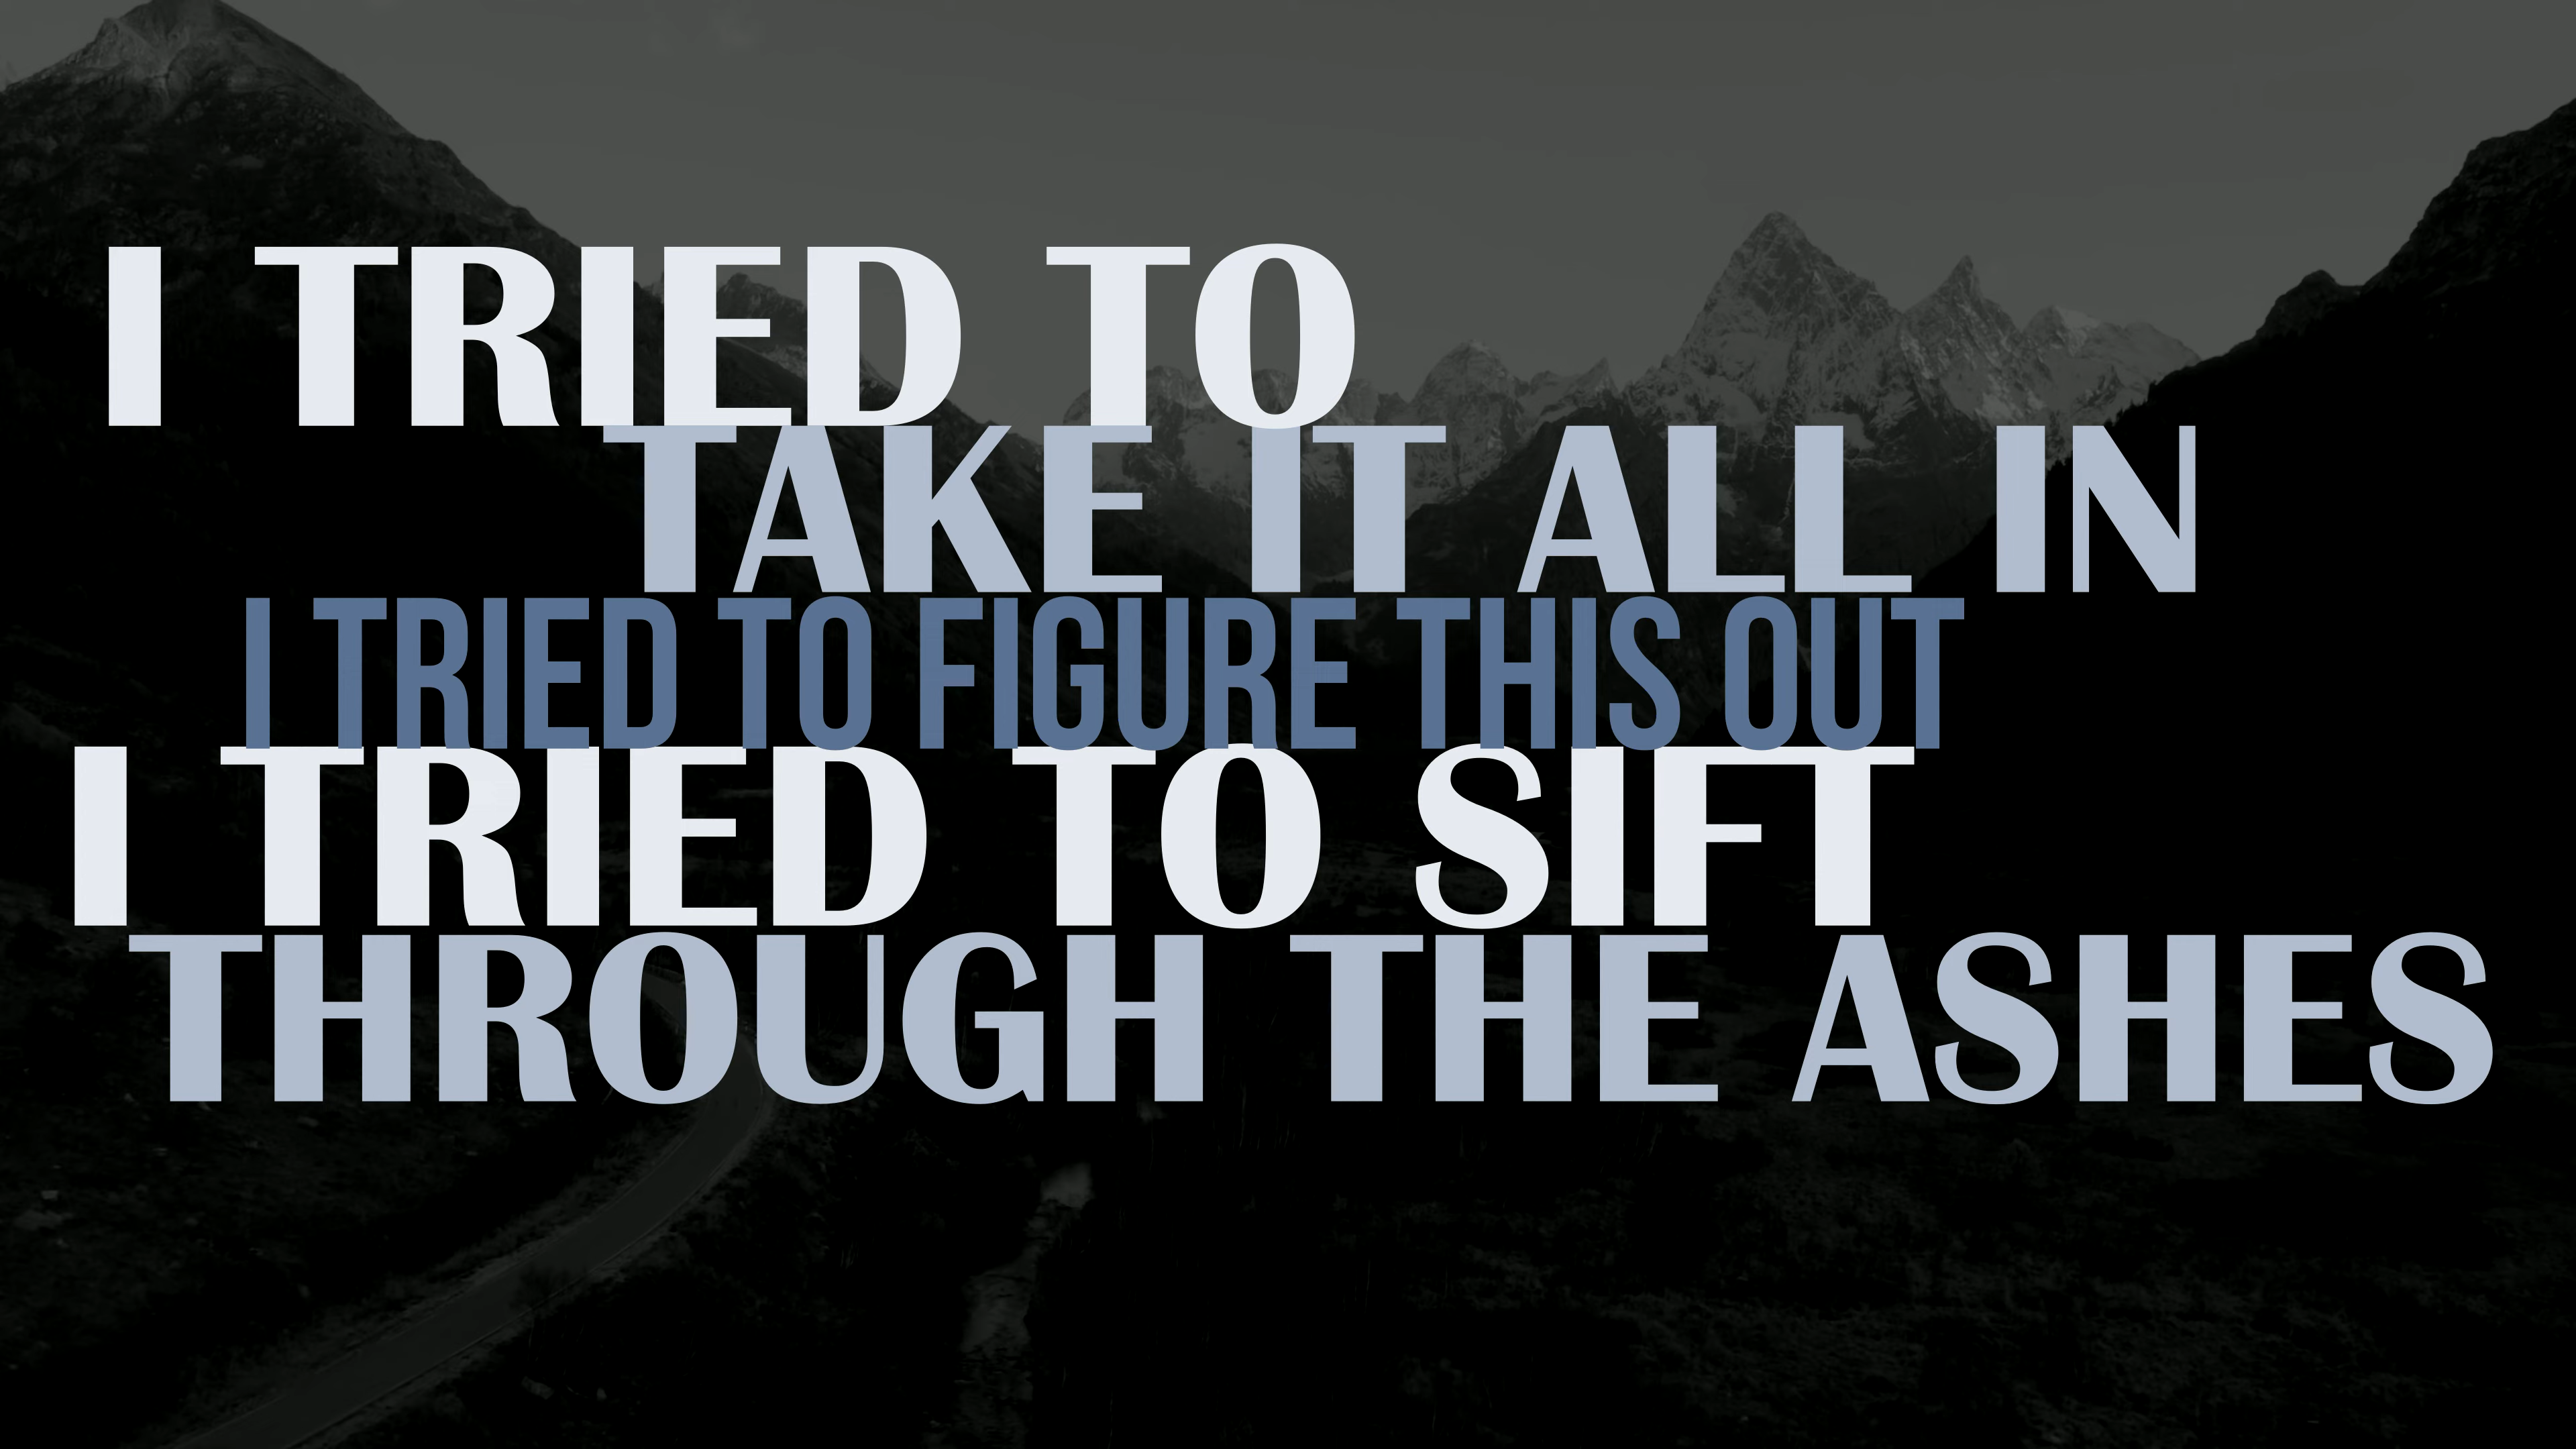 I TRIED TO
TAKE IT ALL IN
I TRIED TO FIGURE THIS OUT
I TRIED TO SIFT
THROUGH THE ASHES